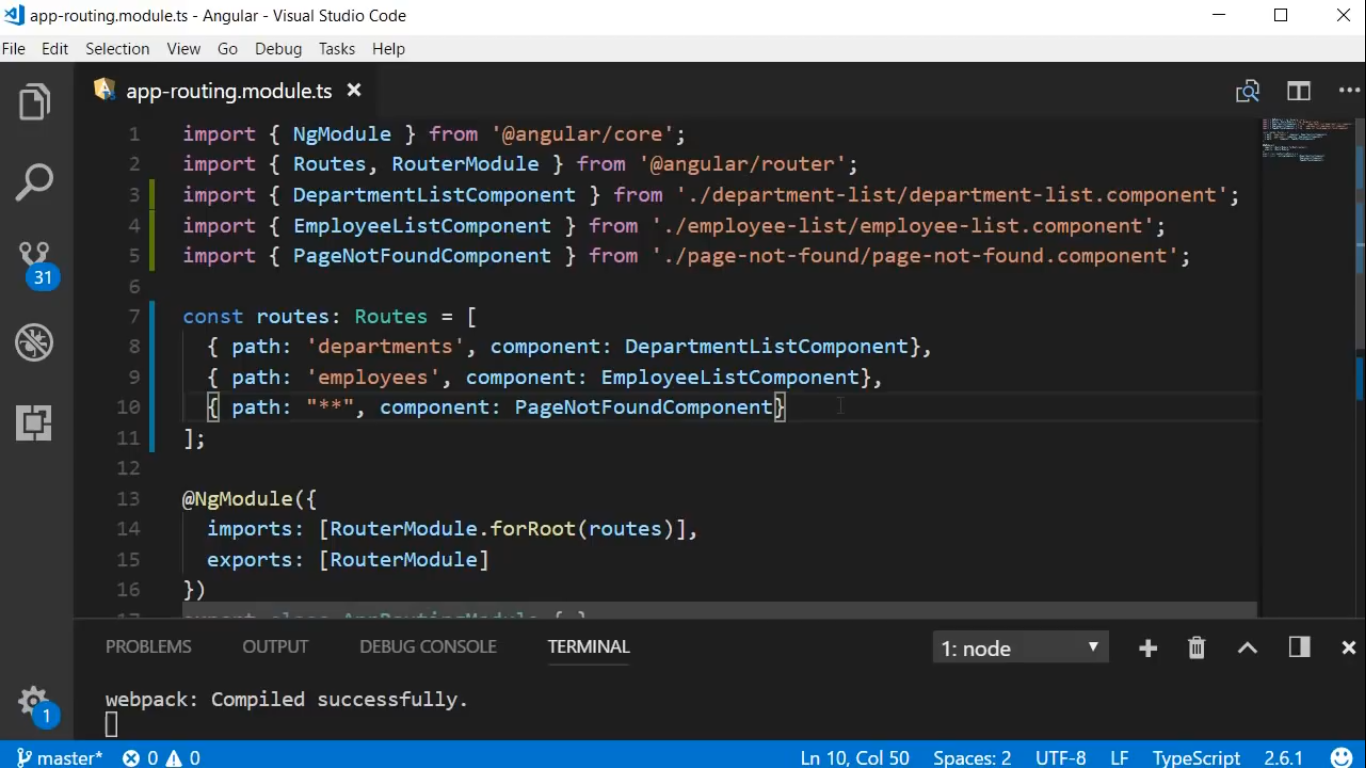 app-routing.module.ts - Angular - Visual Studio Code
File Edit Selection View Go Debug Tasks Help
app-routing.module.ts
1 import { NgModule } from '@angular/core';
2 import { Routes, RouterModule } from '@angular/router';
3 import { DepartmentListComponent } from './department-list/department-list.component';
4 import { EmployeeListComponent } from './employee-list/employee-list.component';
5 import { PageNotFoundComponent } from './page-not-found/page-not-found.component';
6
7 const routes: Routes = [
8 { path: 'departments', component: DepartmentListComponent},
9 { path: 'employees', component: EmployeeListComponent},
10 { path: "**", component: PageNotFoundComponent}
11 ];
12
13 @NgModule({
14 imports: [RouterModule.forRoot(routes)],
15 exports: [RouterModule]
16 })
17 export class AppRoutingModule { }
31
1
PROBLEMS OUTPUT DEBUG CONSOLE TERMINAL 1: node
webpack: Compiled successfully.
master* 0 0 Ln 10, Col 50 Spaces: 2 UTF-8 LF TypeScript 2.6.1